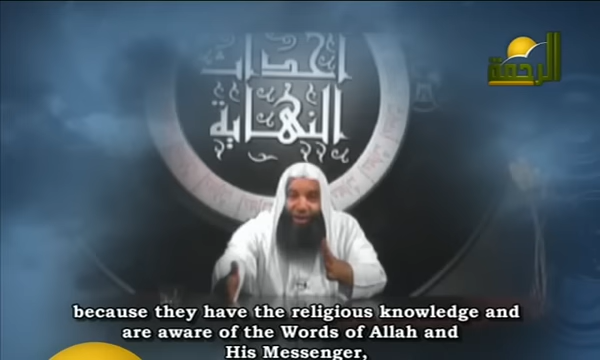 أحداث
النهاية
الرحمة
because they have the religious knowledge and
are aware of the Words of Allah and
His Messenger,